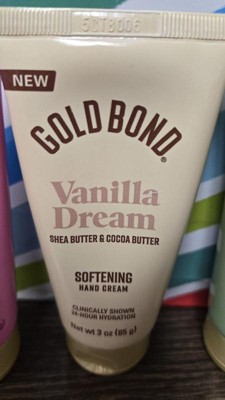 NEW
GOLD BOND®
Vanilla
Dream
SHEA BUTTER & COCOA BUTTER
SOFTENING
HAND CREAM
CLINICALLY SHOWN
24-HOUR HYDRATION
Net wt 3 oz (85 g)